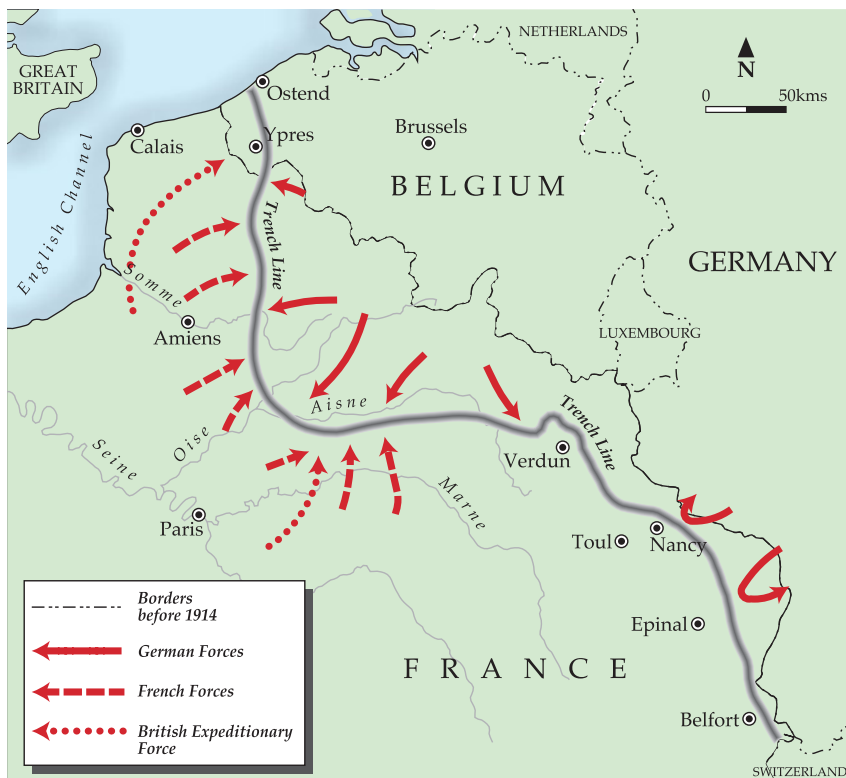 NETHERLANDS
GREAT
BRITAIN
N
Ostend
0 50kms
Calais
Ypres
Brussels
BELGIUM
English Channel
Trench Line
GERMANY
Somme
Amiens
LUXEMBOURG
Aisne
Trench Line
Oise
Seine
Verdun
Marne
Paris
Toul
Nancy
Epinal
FRANCE
Belfort
SWITZERLAND
Borders
before 1914
German Forces
French Forces
British Expeditionary
Force